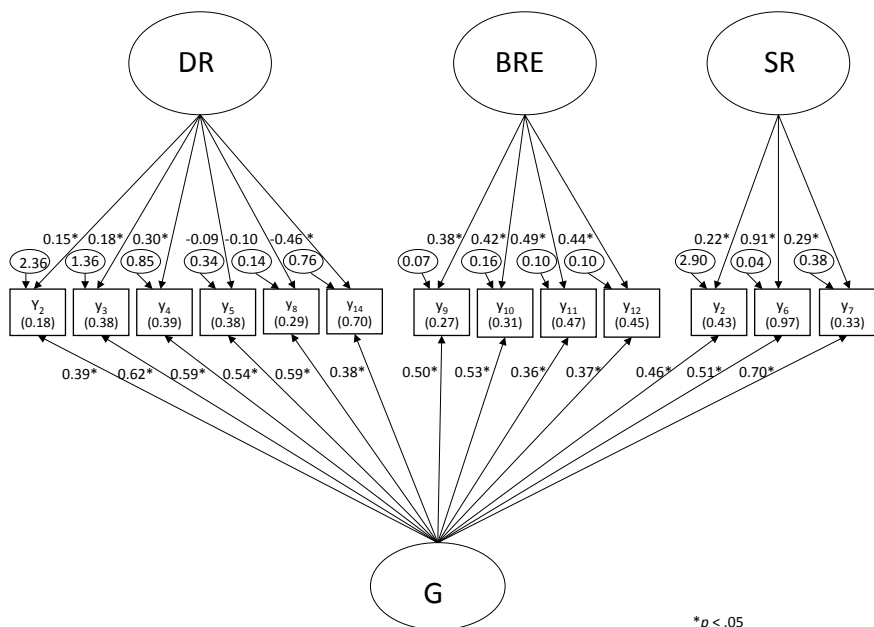 DR BRE SR
0.15* 0.18* 0.30* -0.09 -0.10 -0.46* 0.38* 0.42* 0.49* 0.44* 0.22* 0.91* 0.29*
2.36 1.36 0.85 0.34 0.14 0.76 0.07 0.16 0.10 0.10 2.90 0.04 0.38
Y2 y3 y4 y5 y8 y14 y9 y10 y11 y12 y2 y6 y7
(0.18) (0.38) (0.39) (0.38) (0.29) (0.70) (0.27) (0.31) (0.47) (0.45) (0.43) (0.97) (0.33)
0.39* 0.62* 0.59* 0.54* 0.59* 0.38* 0.50* 0.53* 0.36* 0.37* 0.46* 0.51* 0.70*
G
*p < .05